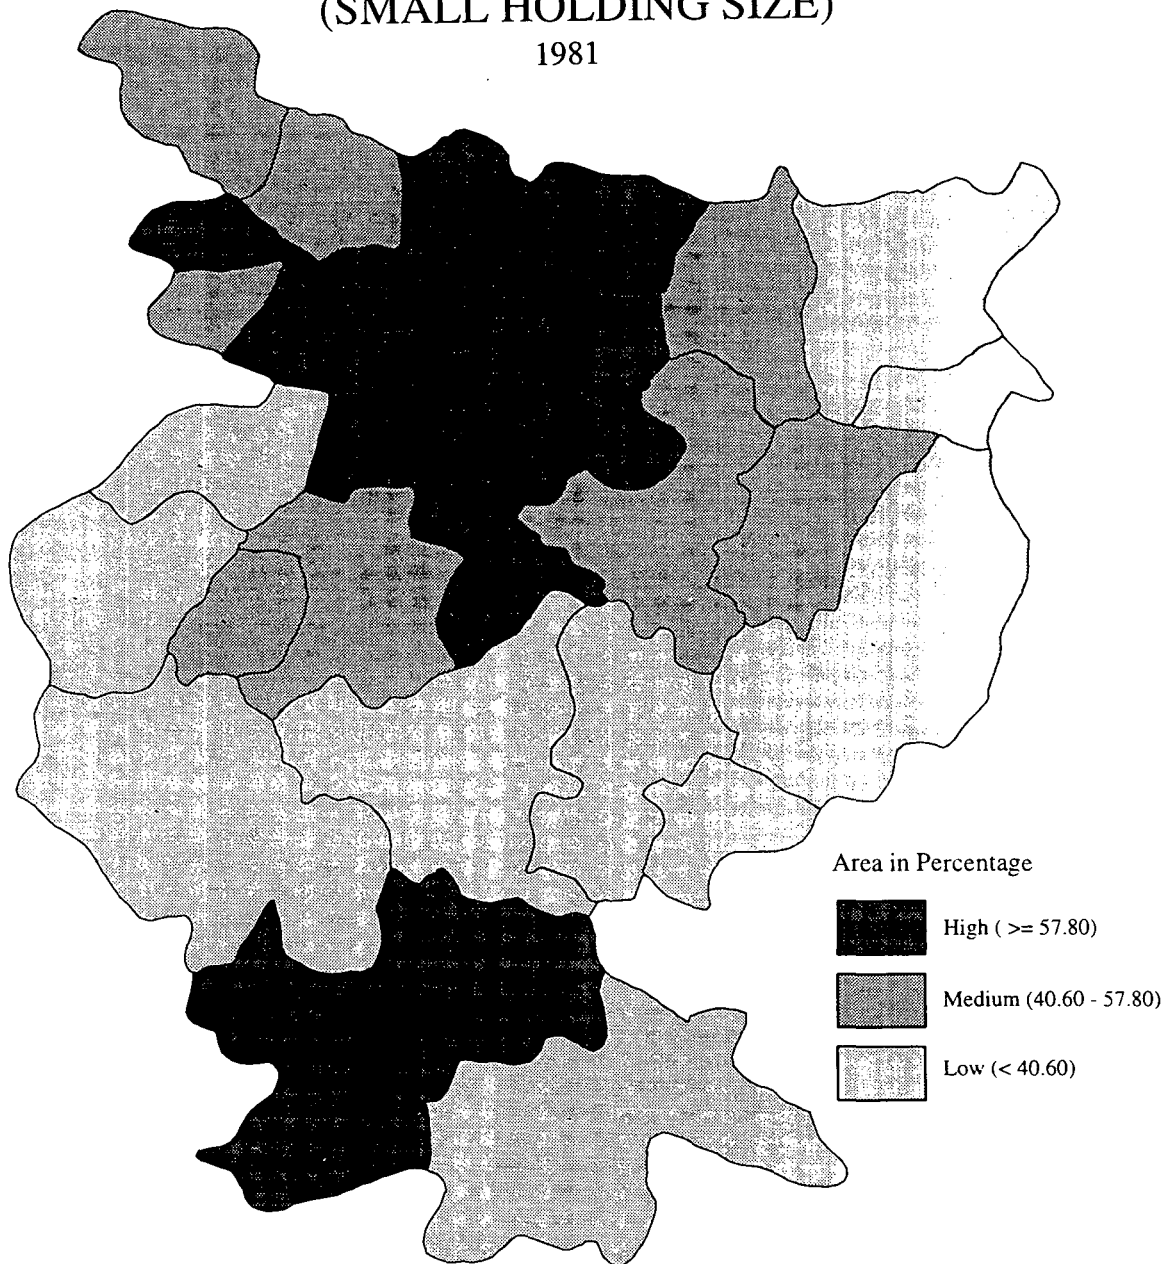 (SMALL HOLDING SIZE)
1981
Area in Percentage
High ( >= 57.80)
Medium (40.60 - 57.80)
Low (< 40.60)